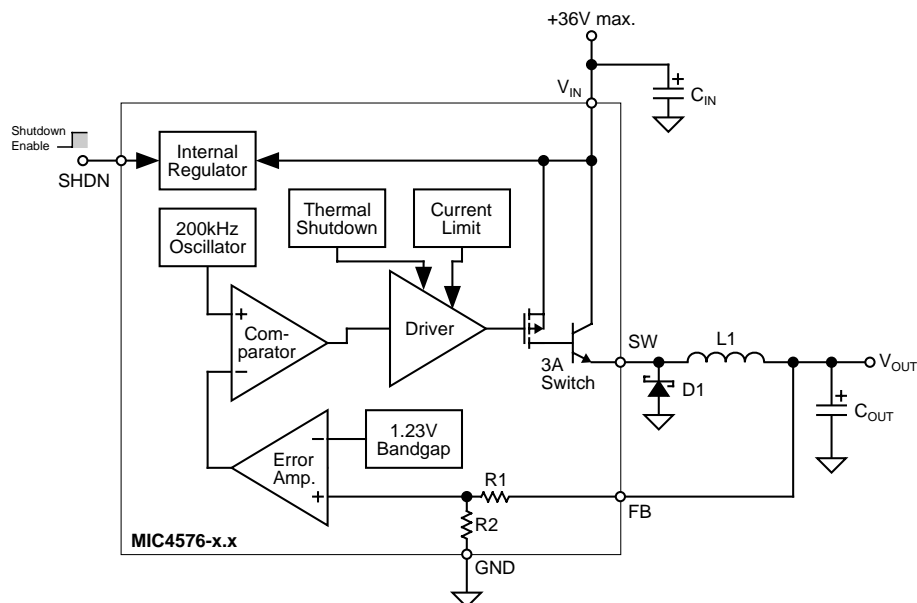 +36V max.
VIN
CIN
Shutdown
Enable
SHDN
Internal
Regulator
200kHz
Oscillator
Thermal
Shutdown
Current
Limit
+
Com-
parator
−
Driver
3A
Switch
SW
L1
VOUT
D1
+
COUT
+
1.23V
Bandgap
−
Error
Amp.
+
R1
R2
FB
MIC4576-x.x
GND